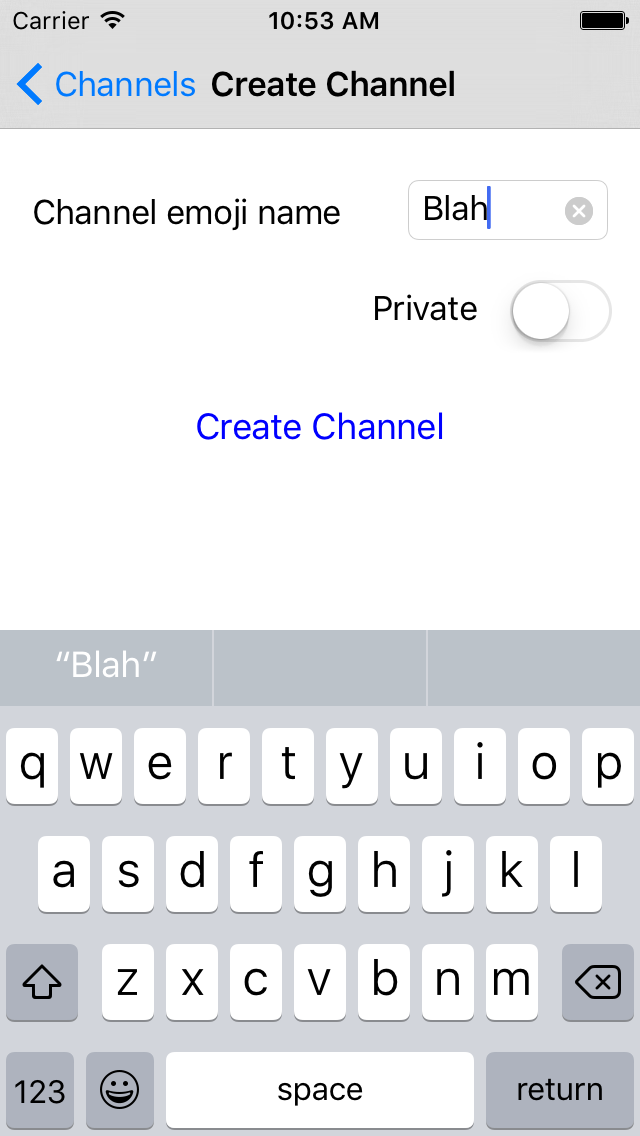 Carrier 10:53 AM
Channels Create Channel
Channel emoji name Blah
Private
Create Channel
“Blah”
q w e r t y u i o p
a s d f g h j k l
z x c v b n m
123 space return